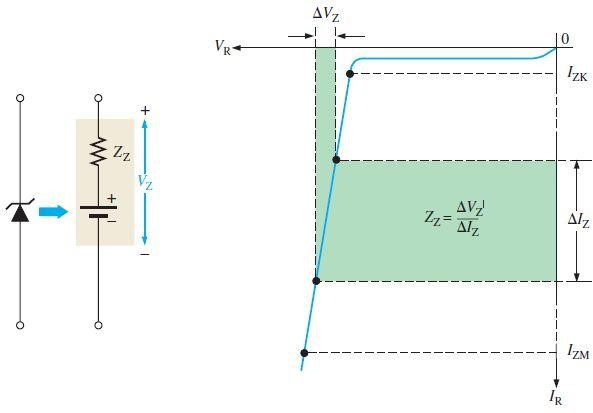 ΔV_Z
V_R
0
I_ZK
+
Z_Z
V_Z
+
−
−
Z_Z = ΔV_Z / ΔI_Z
ΔI_Z
I_ZM
I_R